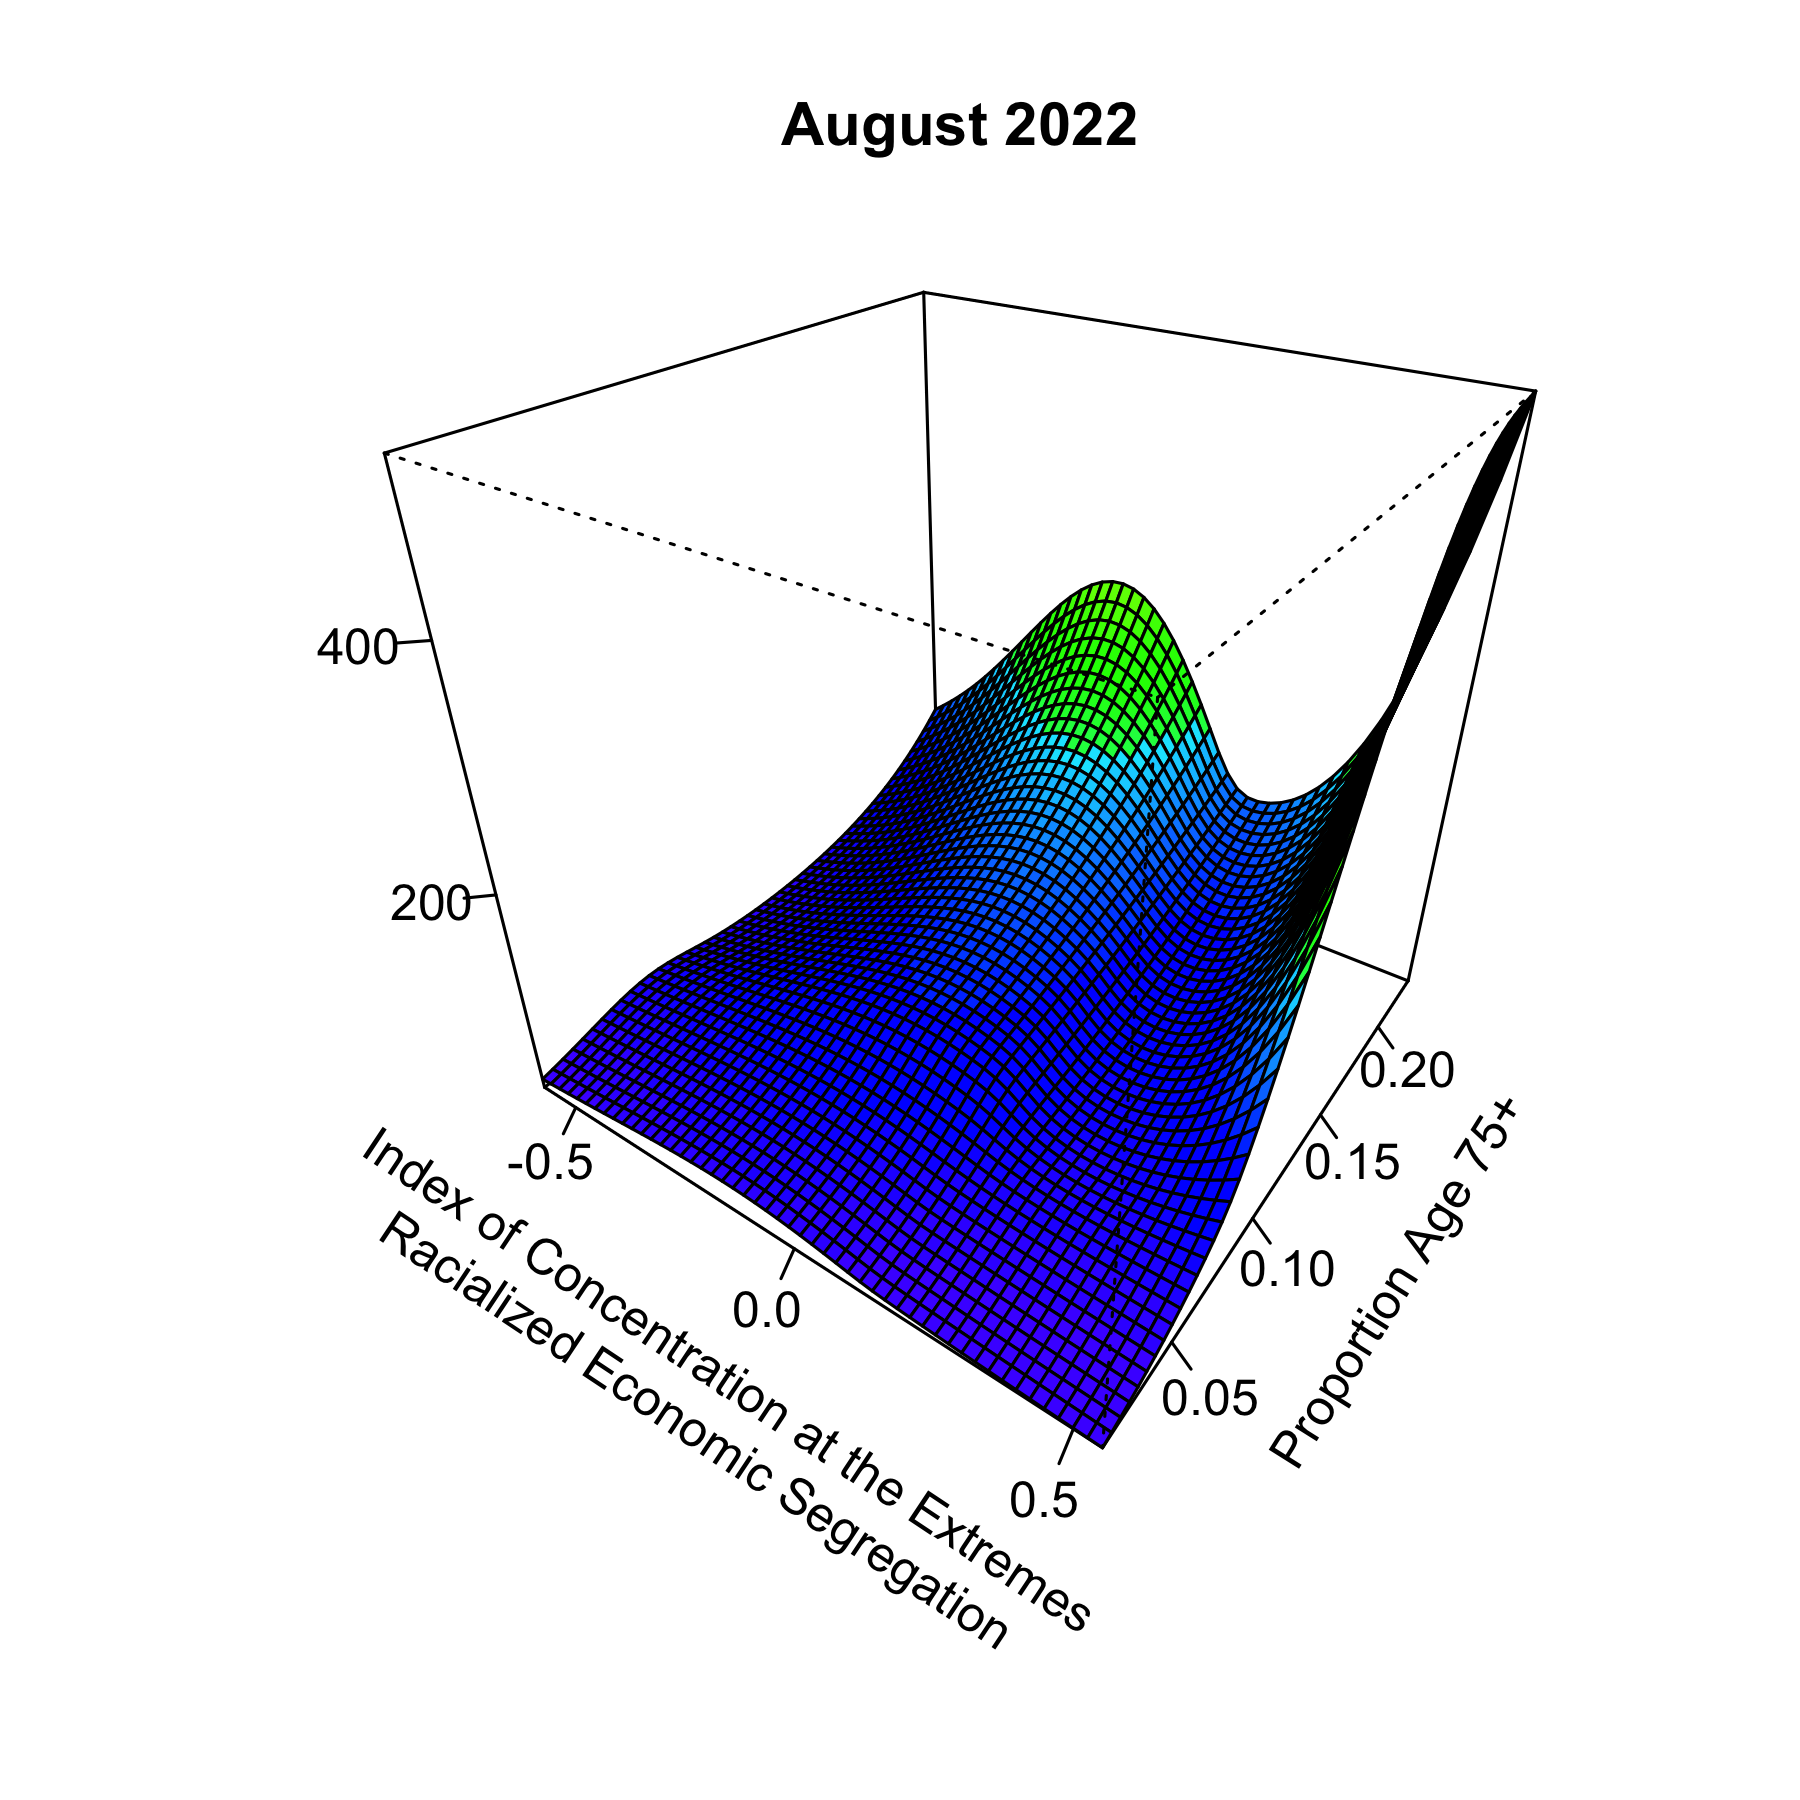 August 2022
400
200
-0.5
0.0
0.5
Index of Concentration at the Extremes
Racialized Economic Segregation
0.05
0.10
0.15
0.20
Proportion Age 75+